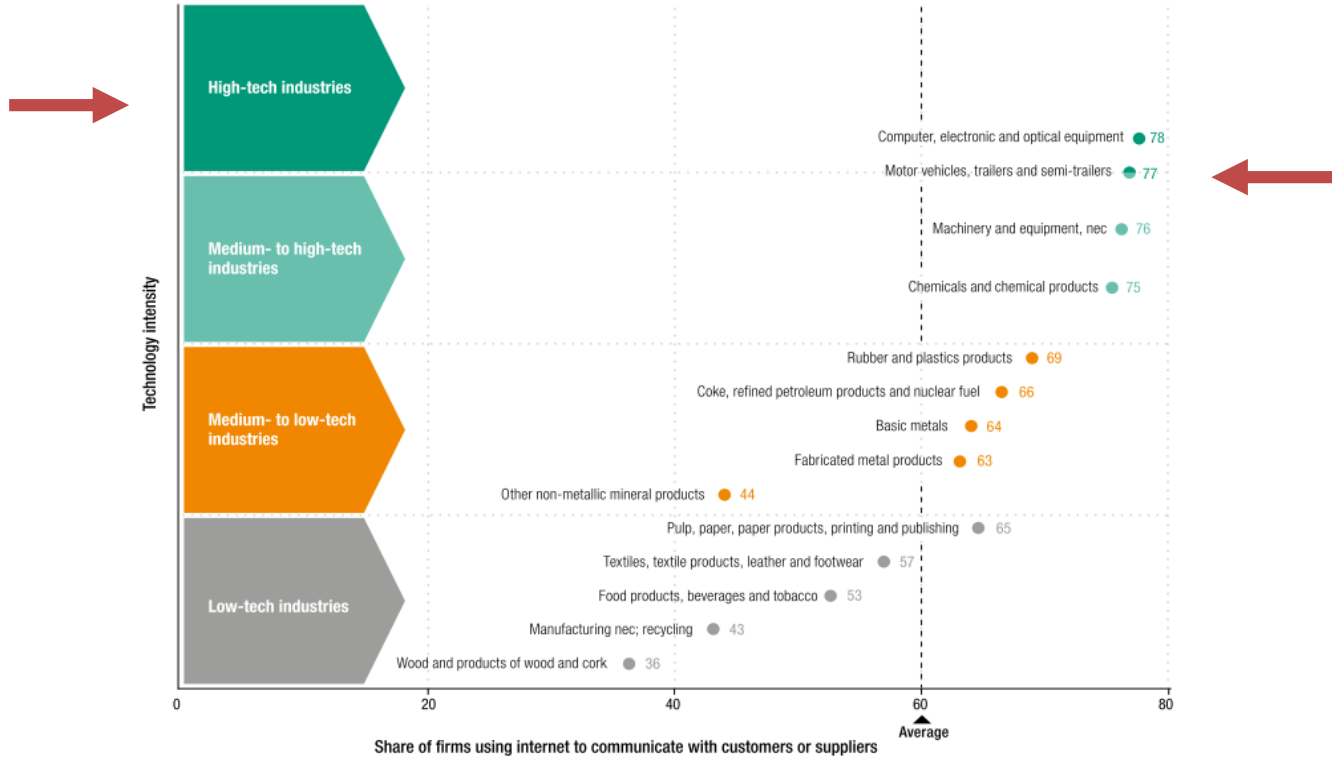 High-tech industries
Computer, electronic and optical equipment 78
Motor vehicles, trailers and semi-trailers 77
Medium- to high-tech
industries
Machinery and equipment, nec 76
Chemicals and chemical products 75
Technology intensity
Rubber and plastics products 69
Coke, refined petroleum products and nuclear fuel 66
Medium- to low-tech
industries
Basic metals 64
Fabricated metal products 63
Other non-metallic mineral products 44
Pulp, paper, paper products, printing and publishing 65
Textiles, textile products, leather and footwear 57
Low-tech industries
Food products, beverages and tobacco 53
Manufacturing nec; recycling 43
Wood and products of wood and cork 36
0 20 40 60 80
Average
Share of firms using internet to communicate with customers or suppliers